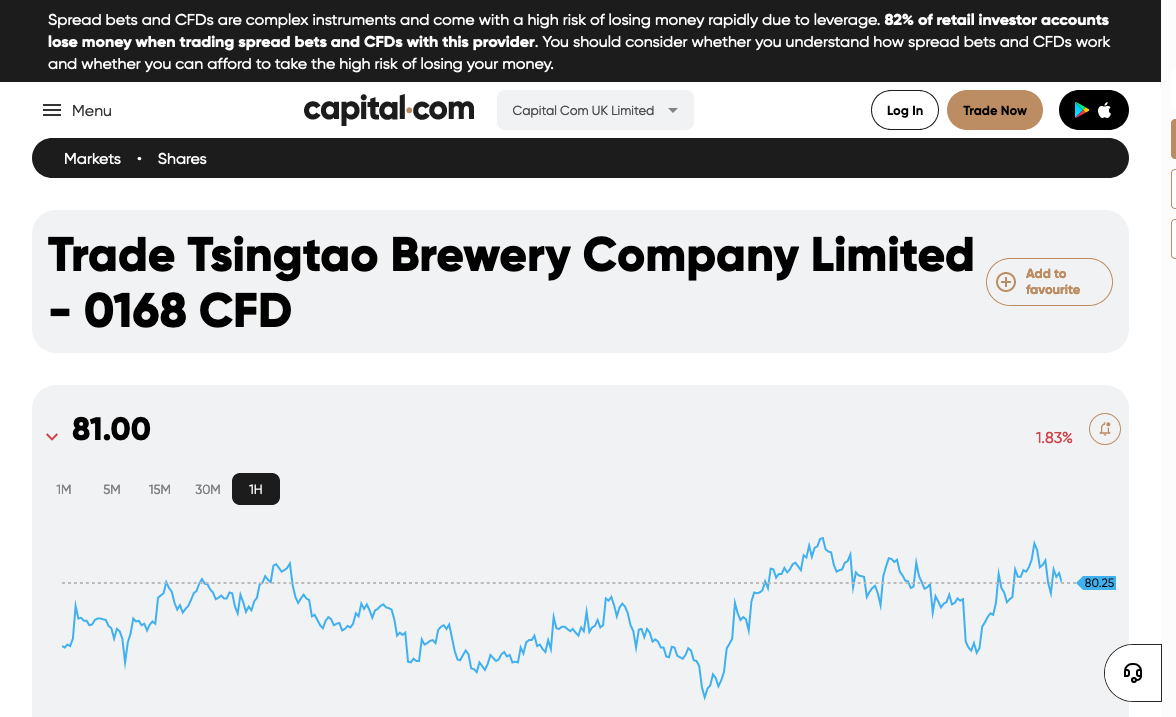 Spread bets and CFDs are complex instruments and come with a high risk of losing money rapidly due to leverage. 82% of retail investor accounts
lose money when trading spread bets and CFDs with this provider. You should consider whether you understand how spread bets and CFDs work
and whether you can afford to take the high risk of losing your money.
Menu
capital.com
Capital Com UK Limited
Log In
Trade Now
Markets • Shares
Trade Tsingtao Brewery Company Limited
- 0168 CFD
Add to
favourite
81.00
1.83%
1M 5M 15M 30M 1H
80.25